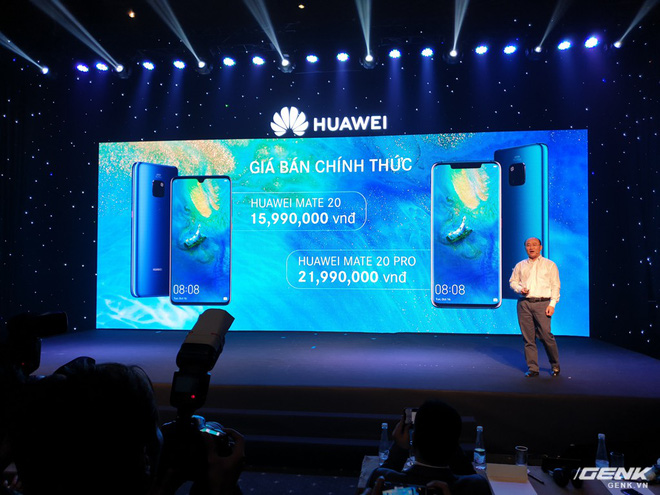 HUAWEI
GIÁ BÁN CHÍNH THỨC
HUAWEI MATE 20
15,990,000 vnđ
HUAWEI MATE 20 PRO
21,990,000 vnđ
08:08
08:08
HUAWEI
GENK
GENK.VN